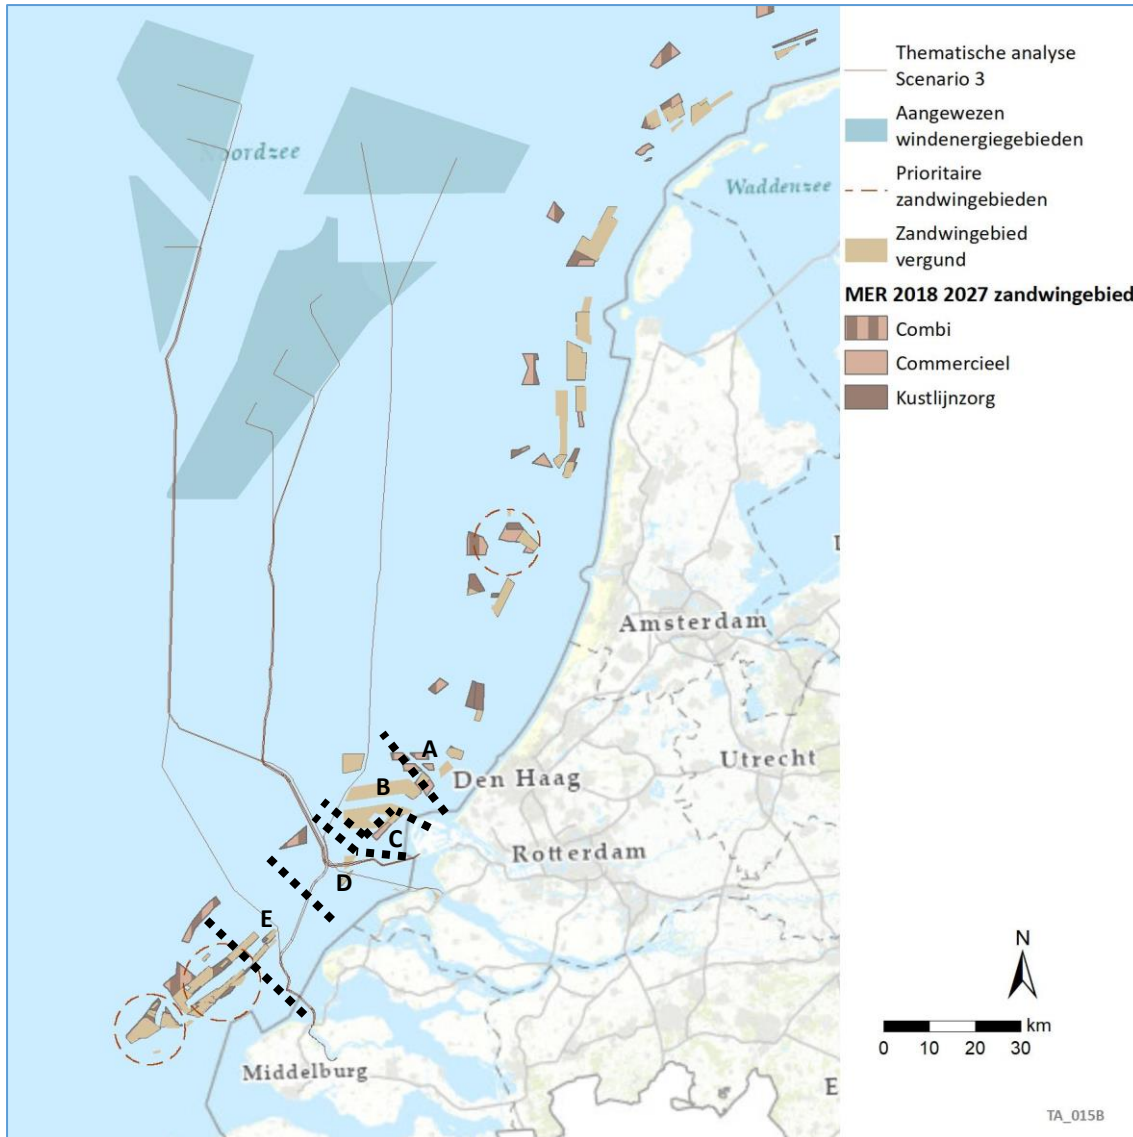 Noordzee
Waddenzee
Amsterdam
Utrecht
Den Haag
Rotterdam
Middelburg
A
B
C
D
E
Thematische analyse
Scenario 3
Aangewezen
windenergiegebieden
Prioritaire
zandwingebieden
Zandwingebied
vergund
MER 2018 2027 zandwingebied
Combi
Commercieel
Kustlijnzorg
N
km
0 10 20 30
TA_015B